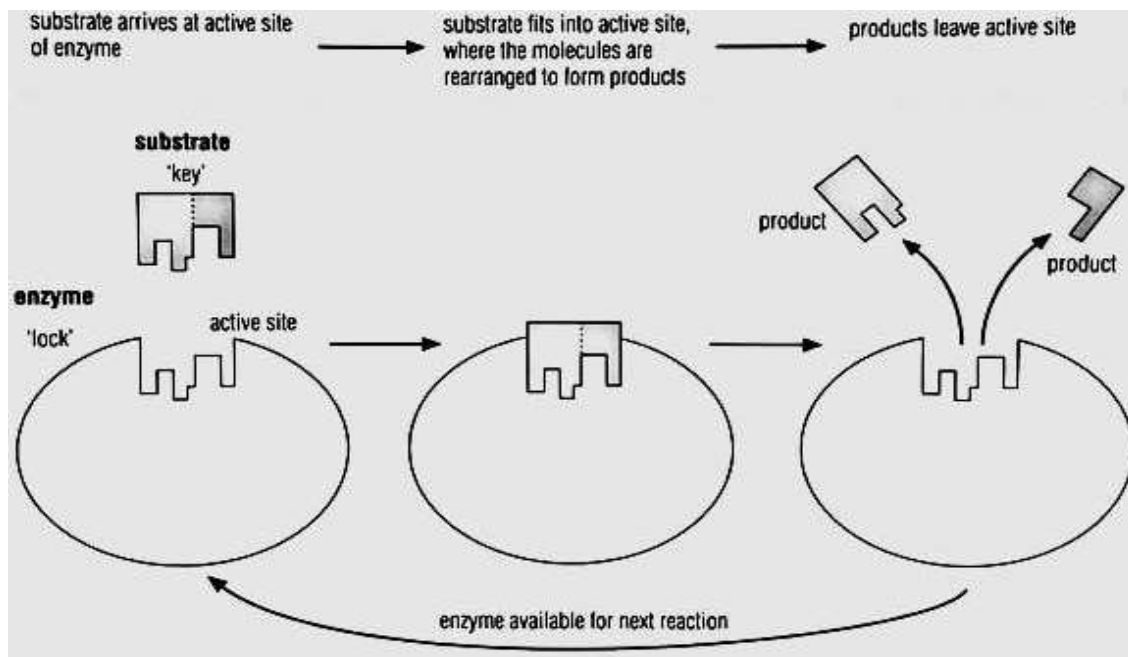 substrate arrives at active site
of enzyme
substrate fits into active site,
where the molecules are
rearranged to form products
products leave active site
substrate
'key'
product
product
enzyme
'lock'
active site
enzyme available for next reaction